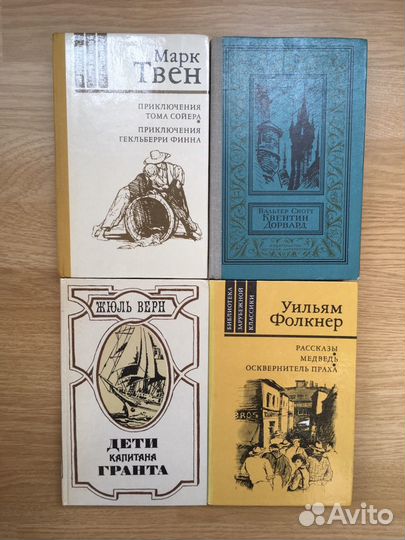 Марк
Твен
ПРИКЛЮЧЕНИЯ
ТОМА СОЙЕРА
ПРИКЛЮЧЕНИЯ
ГЕКЛЬБЕРРИ ФИННА
Вальтер Скотт
Квентин
Дорвард
ЖЮЛЬ ВЕРН
ДЕТИ
КАПИТАНА
ГРАНТА
БИБЛИОТЕКА
ЗАРУБЕЖНОЙ
КЛАССИКИ
Уильям
Фолкнер
РАССКАЗЫ
МЕДВЕДЬ
ОСКВЕРНИТЕЛЬ ПРАХА
BROS
Avito